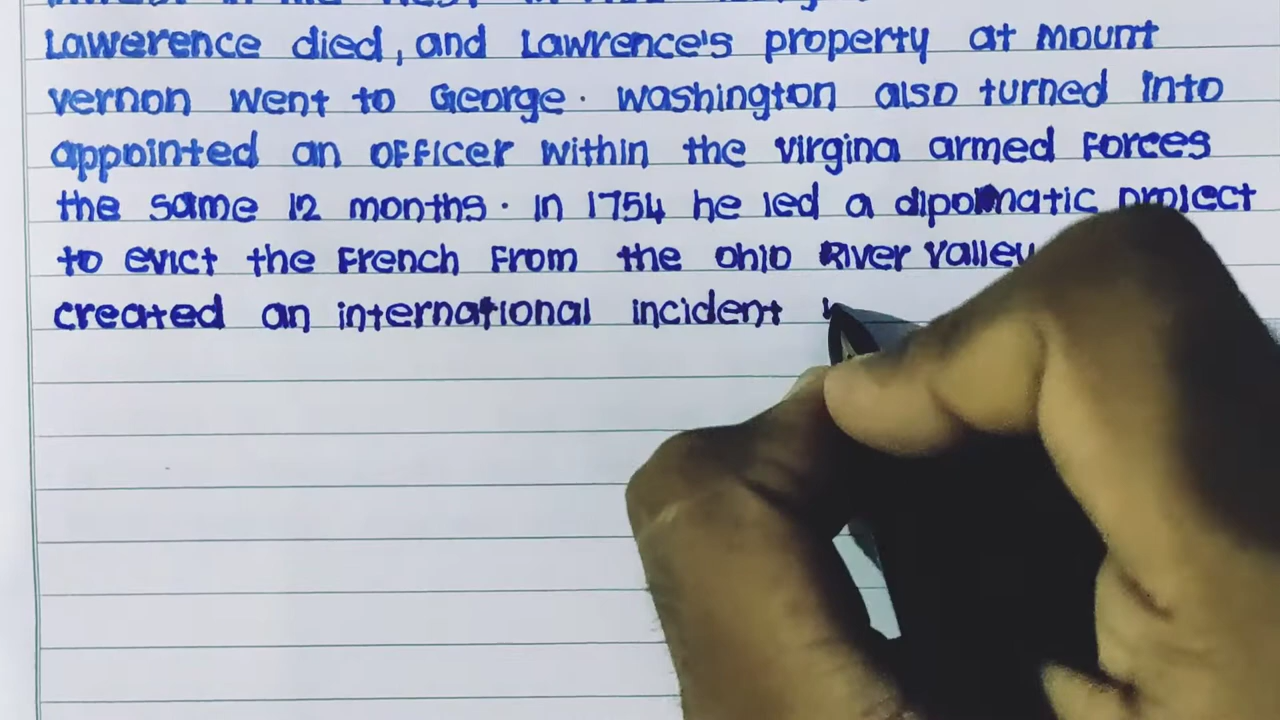 Lawerence died, and Lawrence's property at Mount
Vernon went to George. Washington also turned into
appointed an officer within the Virgina armed Forces
the same 12 months. In 1754 he led a dipolmatic project
to evict the French From the Ohio River Valley
created an international incident